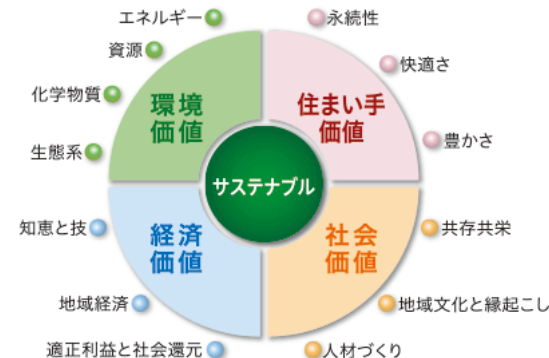 エネルギー
永続性
資源
快適さ
化学物質
環境
価値
住まい手
価値
豊かさ
生態系
サステナブル
知恵と技
経済
価値
社会
価値
共存共栄
地域経済
地域文化と縁起こし
適正利益と社会還元
人材づくり